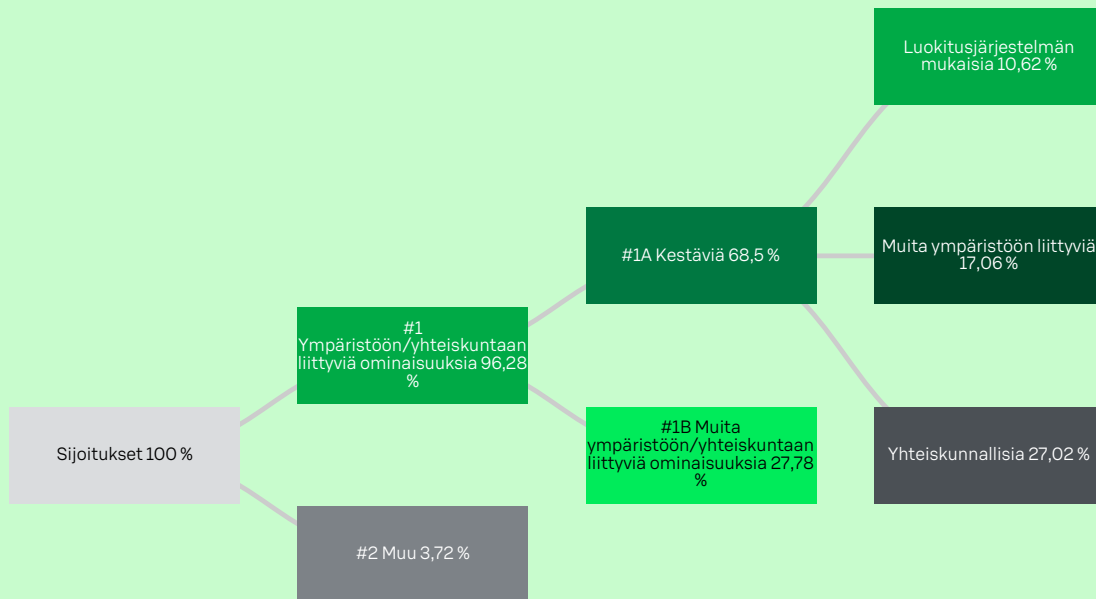 Luokitusjärjestelmän
mukaisia 10,62 %
#1A Kestäviä 68,5 %
Muita ympäristöön liittyviä
17,06 %
#1
Ympäristöön/yhteiskuntaan
liittyviä ominaisuuksia 96,28
%
Sijoitukset 100 %
#1B Muita
ympäristöön/yhteiskuntaan
liittyviä ominaisuuksia 27,78
%
Yhteiskunnallisia 27,02 %
#2 Muu 3,72 %